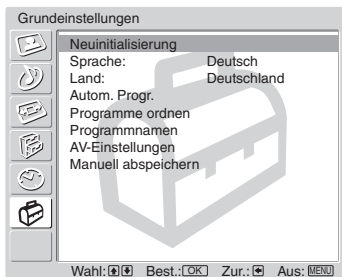 Grundeinstellungen
Neuinitialisierung
Sprache: Deutsch
Land: Deutschland
Autom. Progr.
Programme ordnen
Programmnamen
AV-Einstellungen
Manuell abspeichern
Wahl: Best.: OK Zur.: Aus: MENU